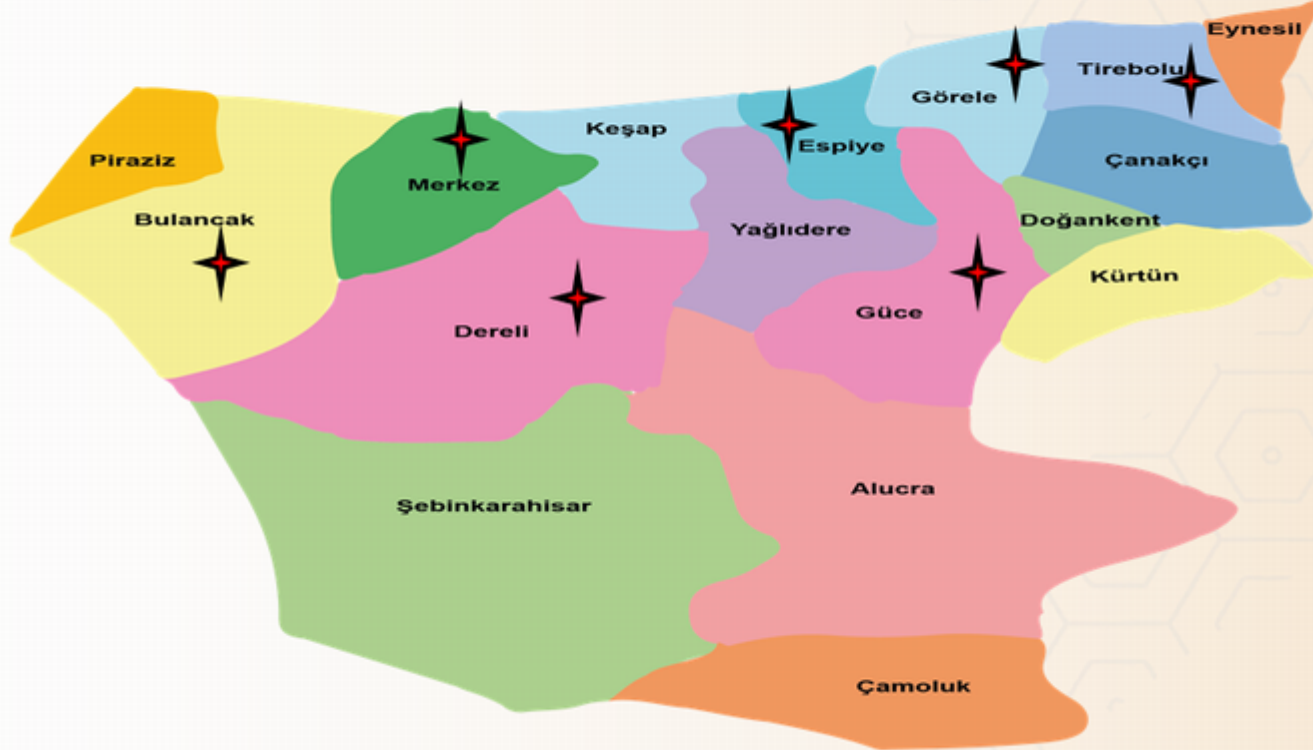 Eynesil
Tirebolu
Görele
Keşap
Espiye
Piraziz
Çanakçı
Merkez
Bulancak
Yağlıdere
Doğankent
Kürtün
Güce
Dereli
Alucra
Şebinkarahisar
Çamoluk